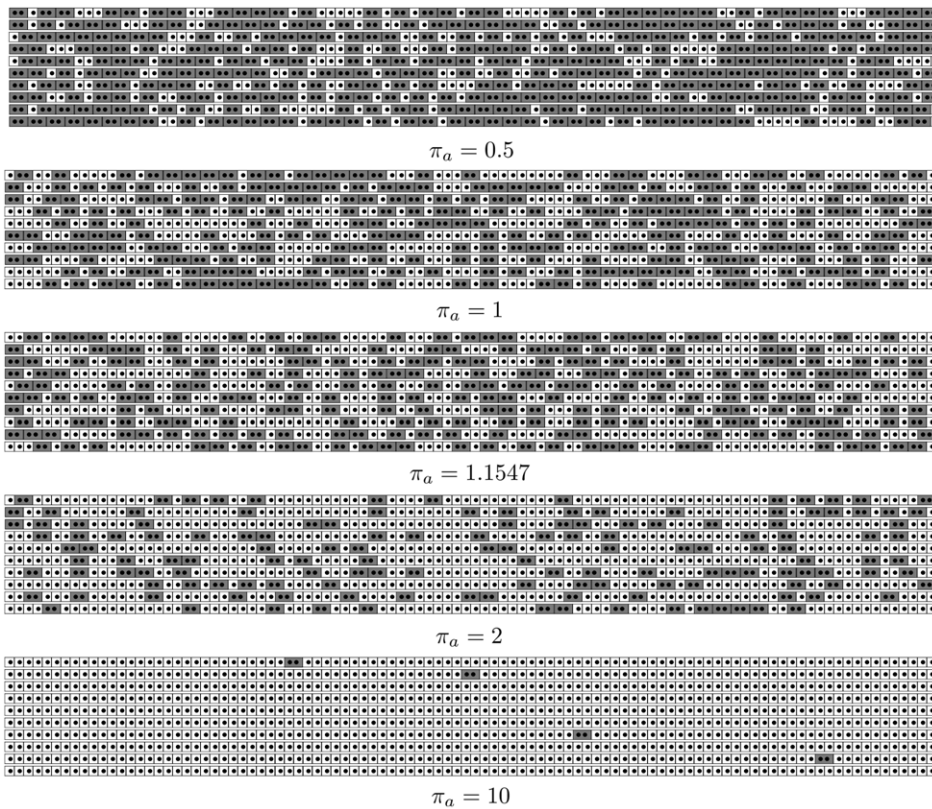 π_a = 0.5
π_a = 1
π_a = 1.1547
π_a = 2
π_a = 10